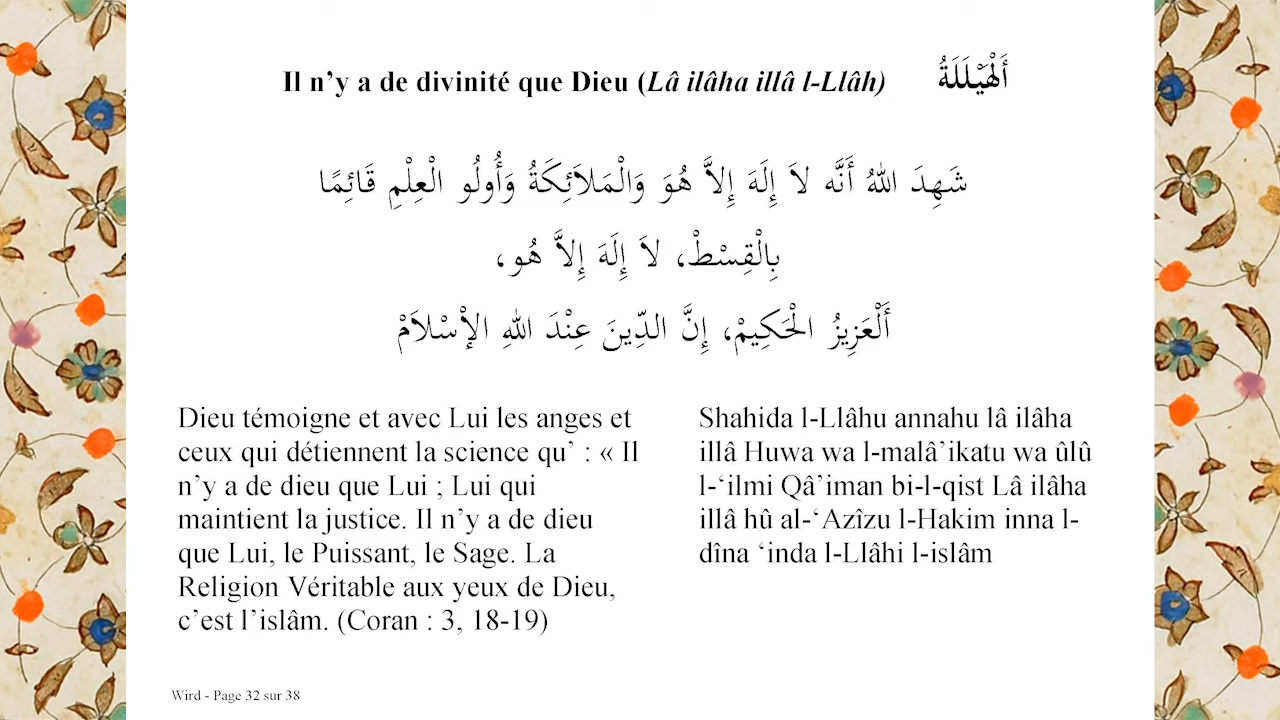 Il n’y a de divinité que Dieu (Lâ ilâha illâ l-Llâh) أَلْهَيْلَلَةُ
شَهِدَ اللهُ أَنَّه لاَ إِلَهَ إِلاَّ هُوَ وَالْمَلاَئِكَةُ وَأُولُو الْعِلْمِ قَائِمًا
بِالْقِسْطْ، لاَ إِلَهَ إِلاَّ هُو،
أَلْعَزِيزُ الْحَكِيمْ، إِنَّ الدِّينَ عِنْدَ اللهِ الإْسْلاَمْ
Dieu témoigne et avec Lui les anges et
ceux qui détiennent la science qu’ : « Il
n’y a de dieu que Lui ; Lui qui
maintient la justice. Il n’y a de dieu
que Lui, le Puissant, le Sage. La
Religion Véritable aux yeux de Dieu,
c’est l’islâm. (Coran : 3, 18-19)
Shahida l-Llâhu annahu lâ ilâha
illâ Huwa wa l-malâ’ikatu wa ûlû
l-‘ilmi Qâ’iman bi-l-qist Lâ ilâha
illâ hû al-‘Azîzu l-Hakim inna l-
dîna ‘inda l-Llâhi l-islâm
Wird - Page 32 sur 38